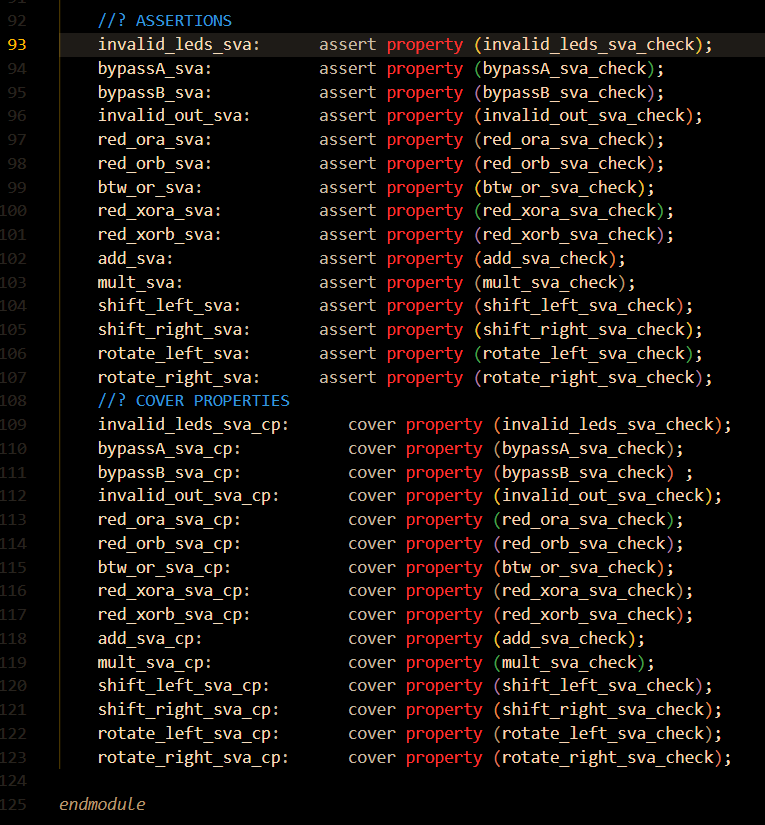 92 //? ASSERTIONS
93 invalid_leds_sva: assert property (invalid_leds_sva_check);
94 bypassA_sva: assert property (bypassA_sva_check);
95 bypassB_sva: assert property (bypassB_sva_check);
96 invalid_out_sva: assert property (invalid_out_sva_check);
97 red_ora_sva: assert property (red_ora_sva_check);
98 red_orb_sva: assert property (red_orb_sva_check);
99 btw_or_sva: assert property (btw_or_sva_check);
100 red_xora_sva: assert property (red_xora_sva_check);
101 red_xorb_sva: assert property (red_xorb_sva_check);
102 add_sva: assert property (add_sva_check);
103 mult_sva: assert property (mult_sva_check);
104 shift_left_sva: assert property (shift_left_sva_check);
105 shift_right_sva: assert property (shift_right_sva_check);
106 rotate_left_sva: assert property (rotate_left_sva_check);
107 rotate_right_sva: assert property (rotate_right_sva_check);
108 //? COVER PROPERTIES
109 invalid_leds_sva_cp: cover property (invalid_leds_sva_check);
110 bypassA_sva_cp: cover property (bypassA_sva_check);
111 bypassB_sva_cp: cover property (bypassB_sva_check) ;
112 invalid_out_sva_cp: cover property (invalid_out_sva_check);
113 red_ora_sva_cp: cover property (red_ora_sva_check);
114 red_orb_sva_cp: cover property (red_orb_sva_check);
115 btw_or_sva_cp: cover property (btw_or_sva_check);
116 red_xora_sva_cp: cover property (red_xora_sva_check);
117 red_xorb_sva_cp: cover property (red_xorb_sva_check);
118 add_sva_cp: cover property (add_sva_check);
119 mult_sva_cp: cover property (mult_sva_check);
120 shift_left_sva_cp: cover property (shift_left_sva_check);
121 shift_right_sva_cp: cover property (shift_right_sva_check);
122 rotate_left_sva_cp: cover property (rotate_left_sva_check);
123 rotate_right_sva_cp: cover property (rotate_right_sva_check);
124
125 endmodule